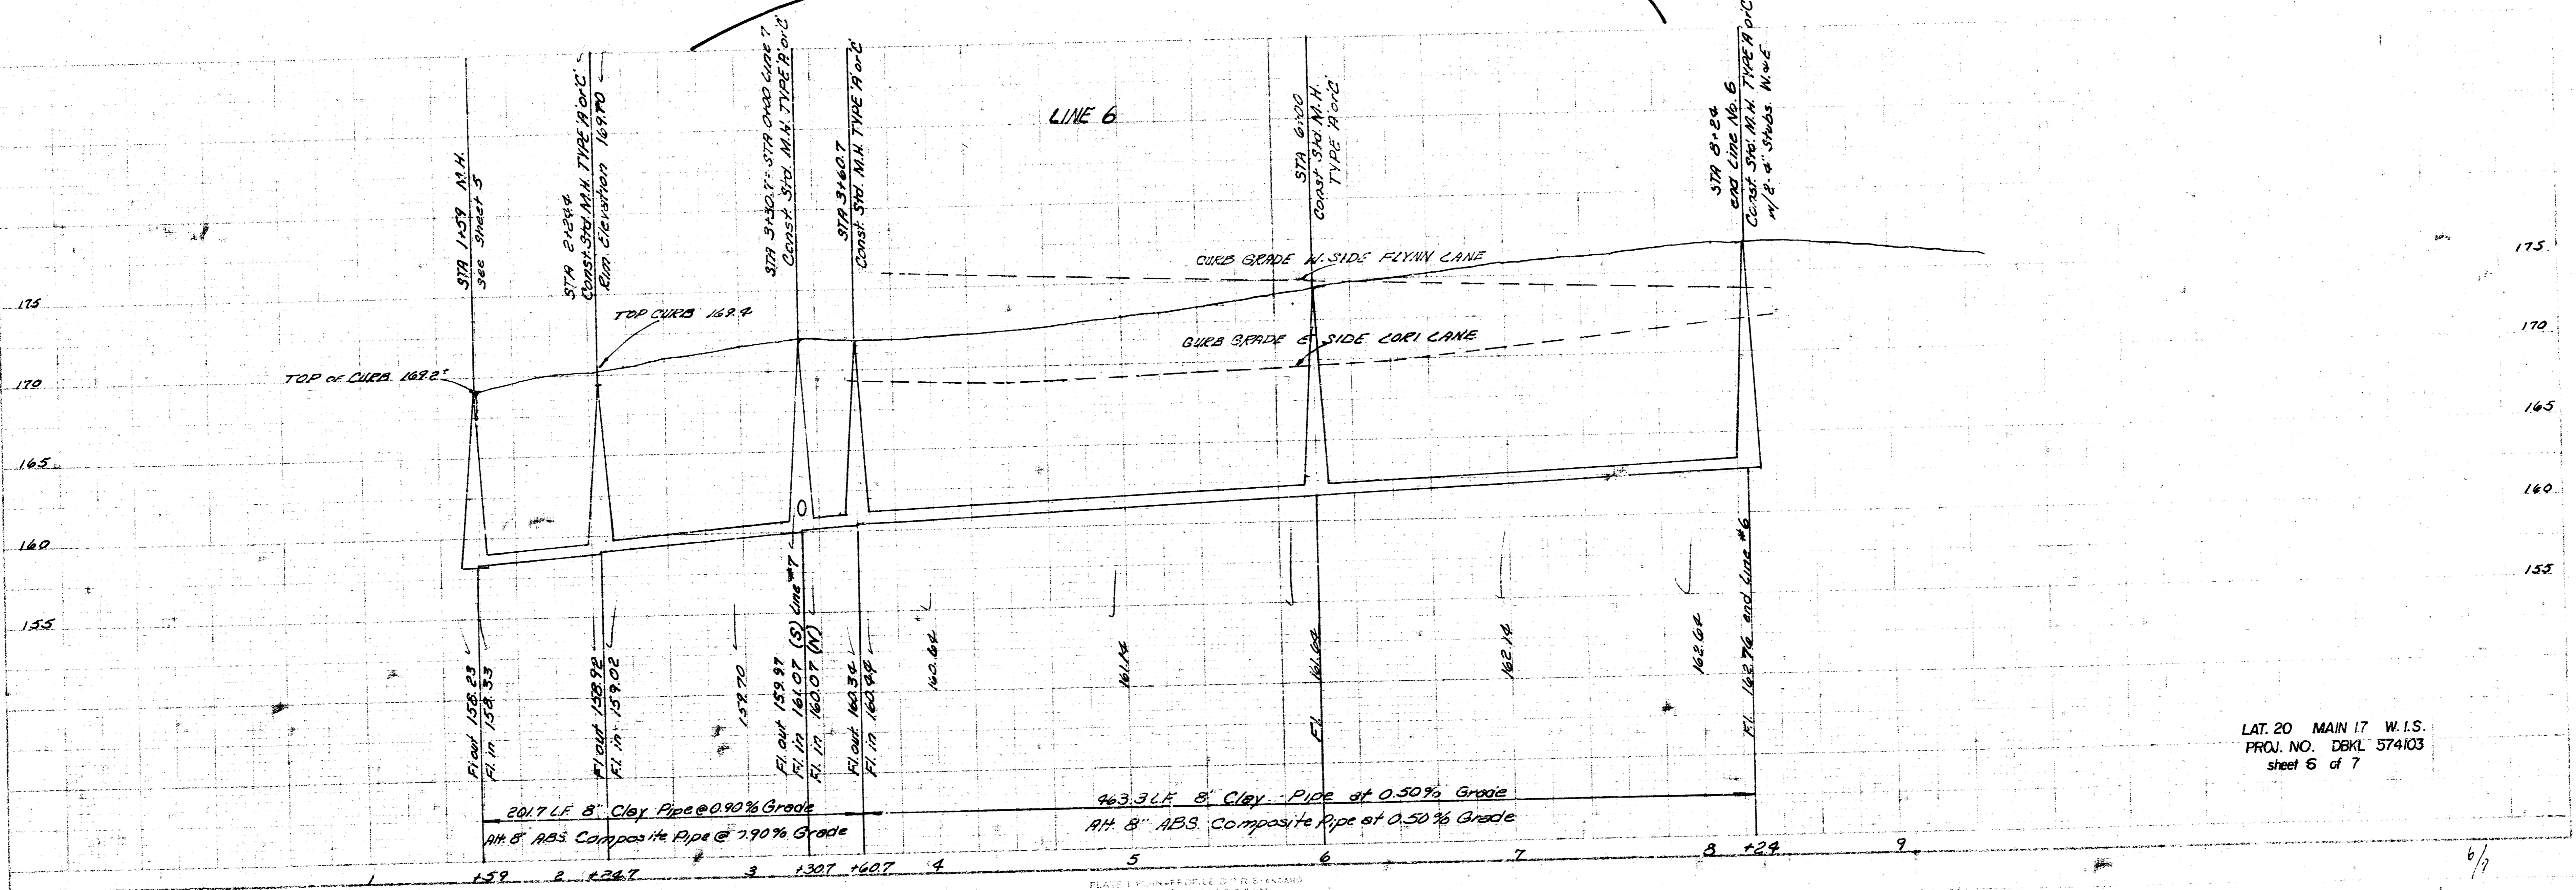 LINE 6
STA 1+59 M.H.
see sheet 5
STA 2+24.4
Const. Std. M.H. TYPE 'A' or 'C'
Rim Elevation 169.70
STA 3+30.7 = STA 0+00 LINE 7
Const. Std. M.H. TYPE 'A' or 'C'
STA 3+60.7
Const. Std. M.H. TYPE 'A' or 'C'
STA 6+00
Const. Std. M.H.
TYPE 'A' or 'C'
STA 8+24
end Line No. 6
Const. Std. M.H. TYPE 'A' or 'C'
w/2-4" Stubs. W.&E
175
170
165
160
155
TOP OF CURB 169.2±
TOP CURB 169.4
CURB GRADE W. SIDE FLYNN LANE
CURB GRADE E SIDE LORI LANE
175
170
165
160
155
Fl out 158.23
Fl. in 158.33
Fl out 158.92
Fl. in 159.02
159.70
Fl. out 159.97
Fl. in 161.07 (S) Line #7
Fl. in 160.07 (N)
Fl. out 160.34
Fl. in 160.44
160.64
161.14
Fl. 161.64
162.14
162.64
Fl. 162.76 end Line #6
201.7 LF 8" Clay Pipe @ 0.90% Grade
Alt. 8" ABS. Composite Pipe @ 0.90% Grade
463.3 LF 8" Clay Pipe at 0.50% Grade
Alt. 8" ABS. Composite Pipe at 0.50% Grade
1 +59 2 +24.7 3 +30.7 +60.7 4 5 6 7 8 +24 9
LAT. 20 MAIN 17 W.I.S.
PROJ. NO. DBKL 574103
sheet 6 of 7
6/7